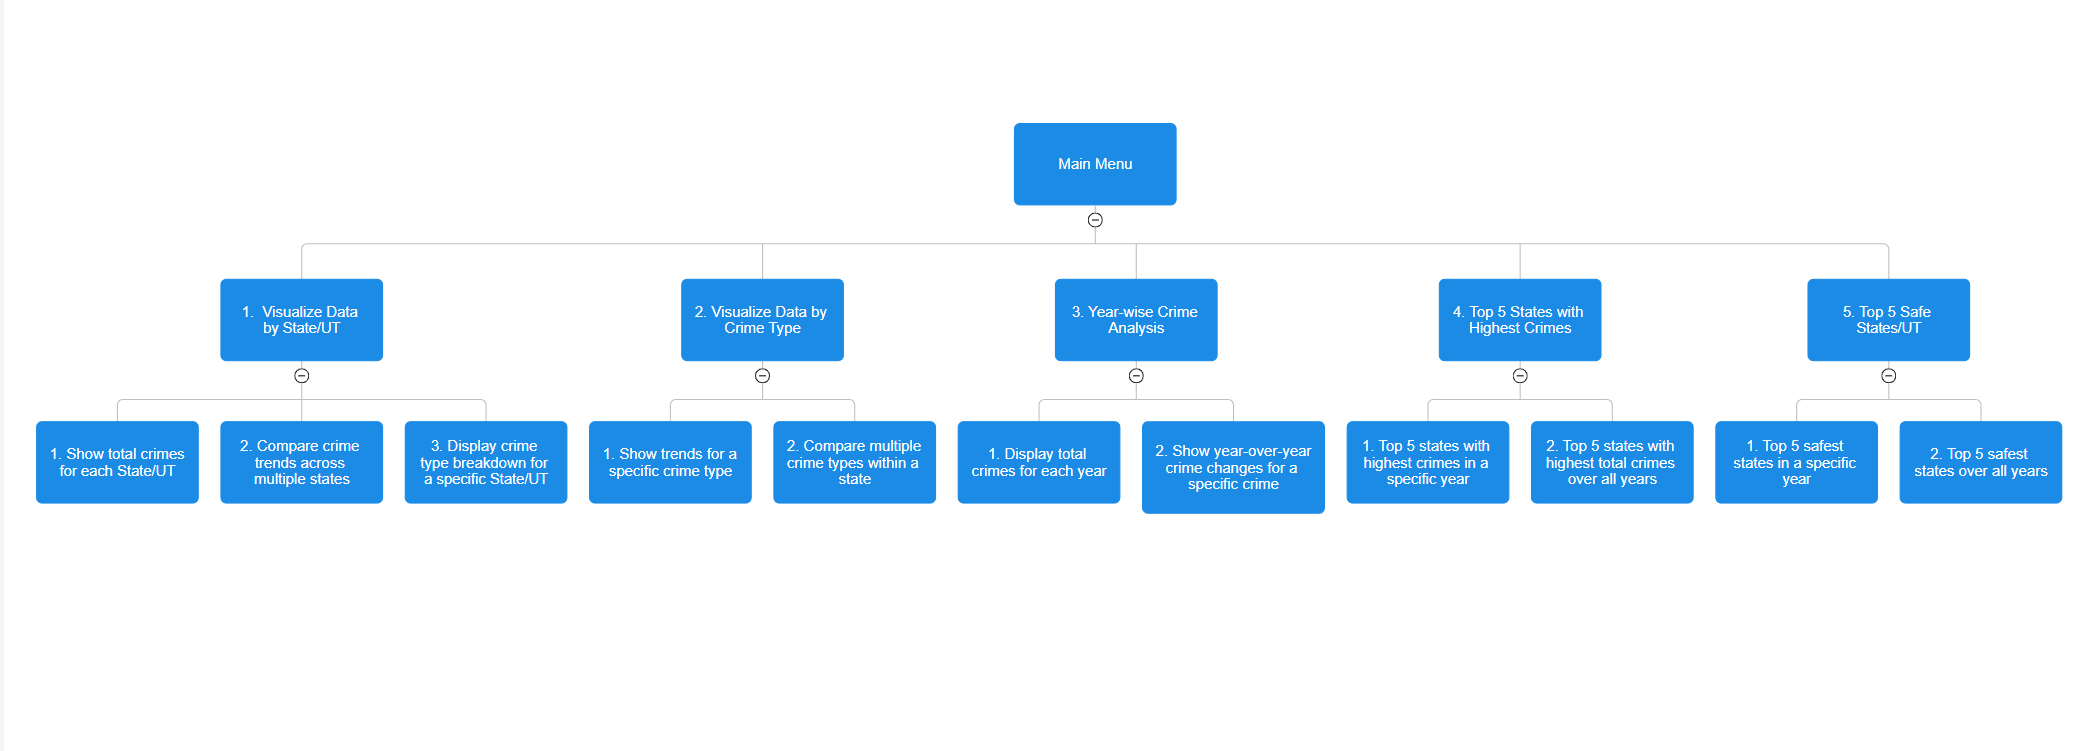 Main Menu
1.  Visualize Data
by State/UT
2. Visualize Data by
Crime Type
3. Year-wise Crime
Analysis
4. Top 5 States with
Highest Crimes
5. Top 5 Safe
States/UT
1. Show total crimes
for each State/UT
2. Compare crime
trends across
multiple states
3. Display crime
type breakdown for
a specific State/UT
1. Show trends for a
specific crime type
2. Compare multiple
crime types within a
state
1. Display total
crimes for each year
2. Show year-over-year
crime changes for a
specific crime
1. Top 5 states with
highest crimes in a
specific year
2. Top 5 states with
highest total crimes
over all years
1. Top 5 safest
states in a specific
year
2. Top 5 safest
states over all years